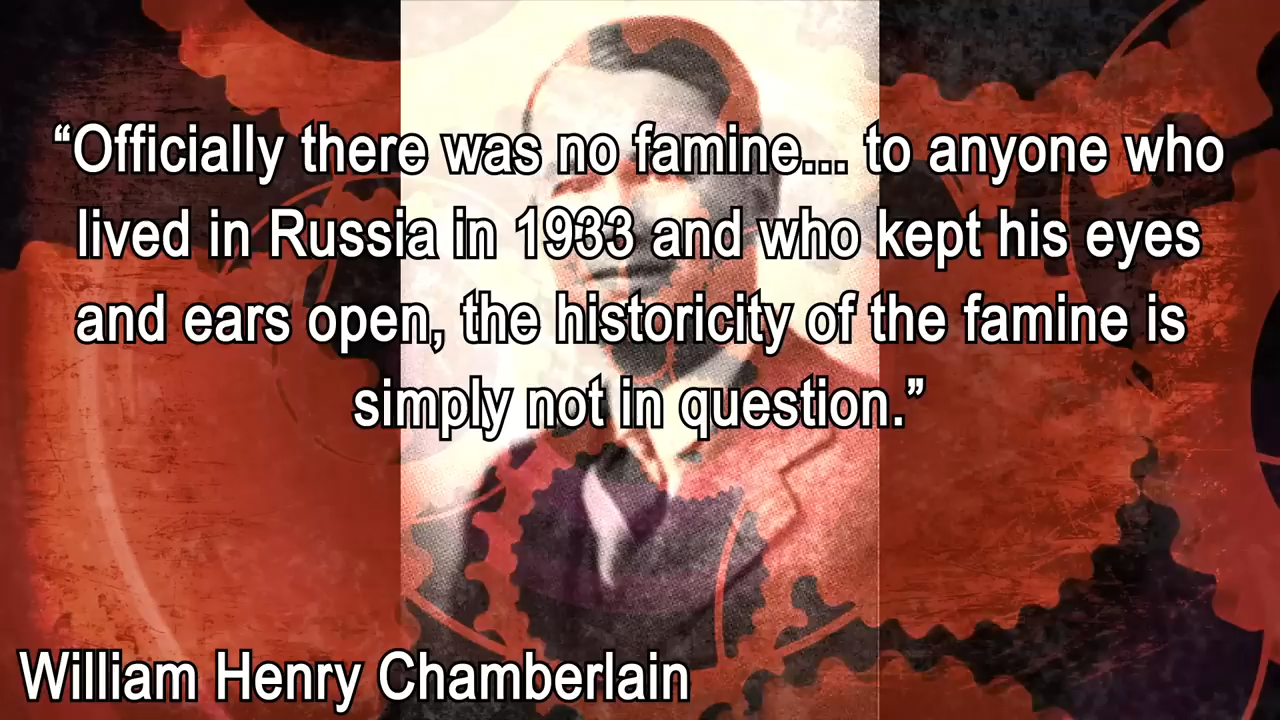 “Officially there was no famine... to anyone who
lived in Russia in 1933 and who kept his eyes
and ears open, the historicity of the famine is
simply not in question.”
William Henry Chamberlain